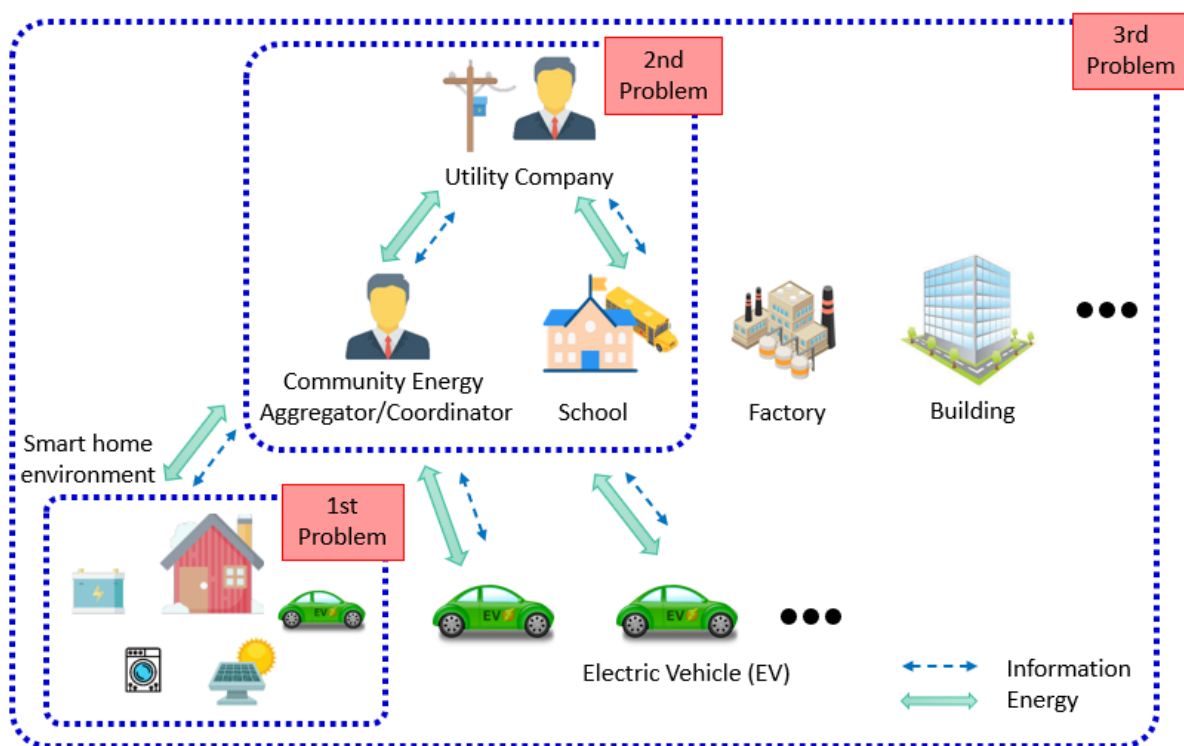 3rd
Problem
2nd
Problem
Utility Company
Community Energy
Aggregator/Coordinator
School
Factory
Building
Smart home
environment
1st
Problem
EV
EV
EV
Electric Vehicle (EV)
Information
Energy